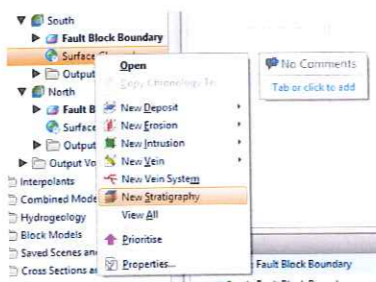 South
Fault Block Boundary
Surface
Output
North
Fault B
Surface
Output
Output Vo
Interpolants
Combined Mode
Hydrogeology
Block Models
Saved Scenes an
Cross Sections a
Open
Copy Chronology To
New Deposit
New Erosion
New Intrusion
New Vein
New Vein System
New Stratigraphy
View All
Prioritise
Properties...
No Comments
Tab or click to add
Fault Block Boundary